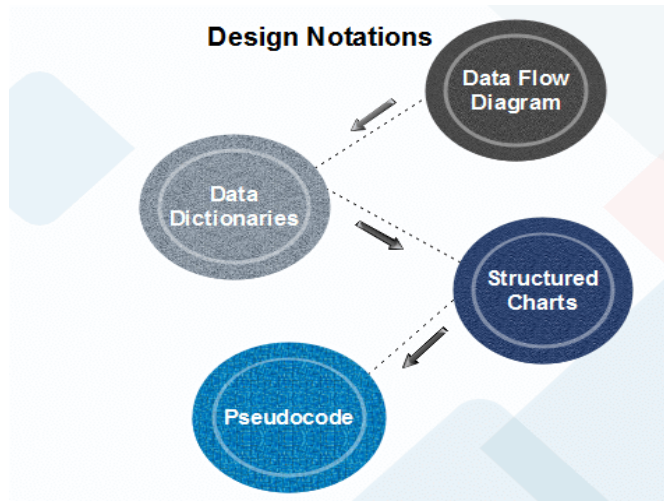 Design Notations
Data Flow
Diagram
Data
Dictionaries
Structured
Charts
Pseudocode